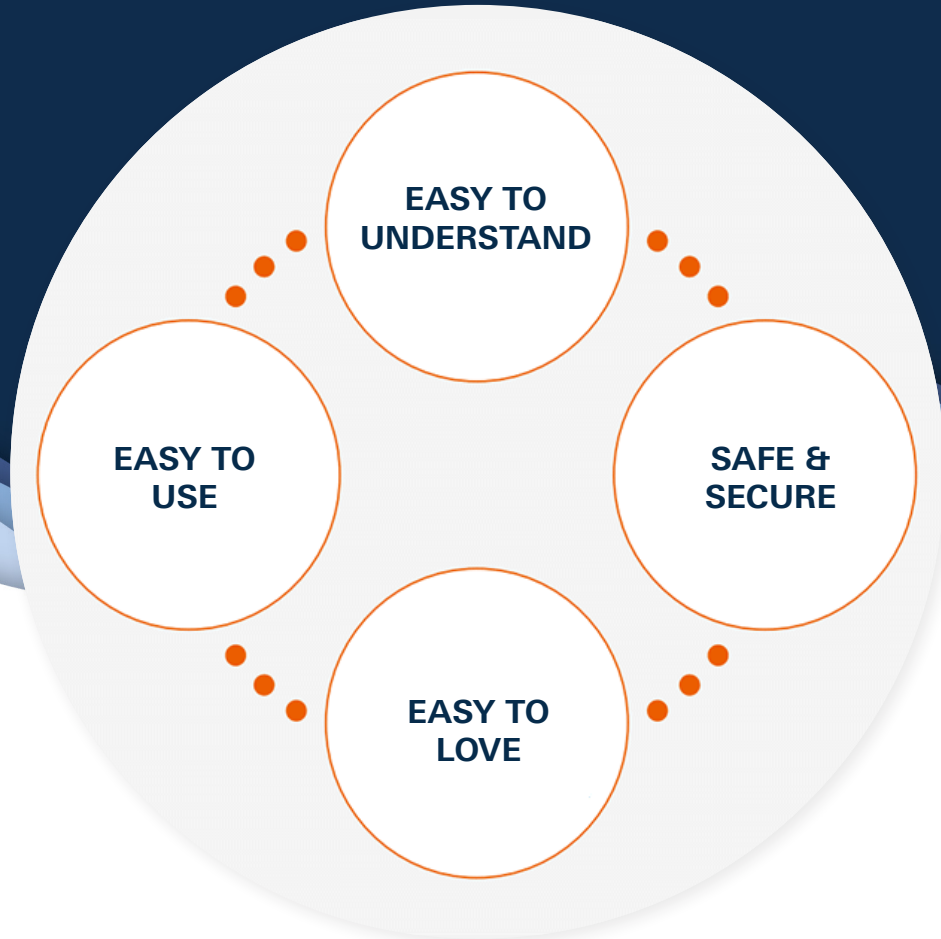 EASY TO
UNDERSTAND
EASY TO
USE
SAFE &
SECURE
EASY TO
LOVE